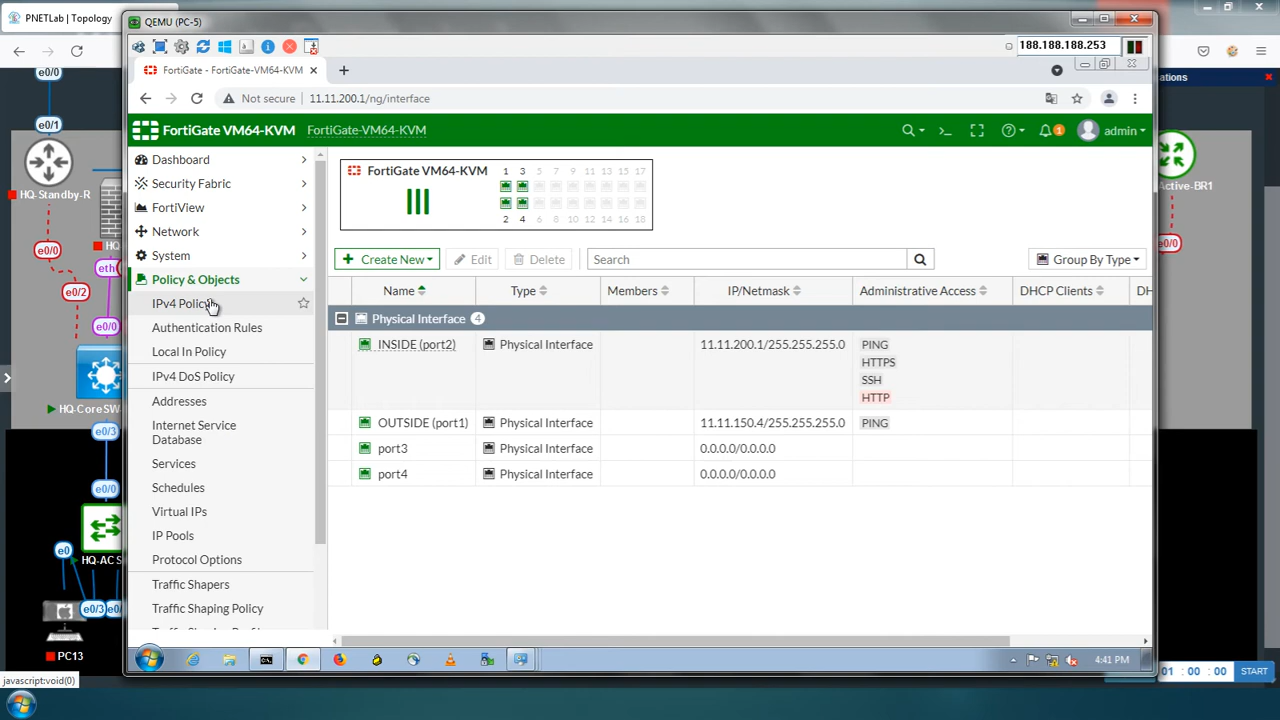 PNETLab | Topology
QEMU (PC-5)
188.188.188.253
FortiGate - FortiGate-VM64-KVM
Not secure
11.11.200.1/ng/interface
FortiGate VM64-KVM
FortiGate-VM64-KVM
1
admin
Dashboard
Security Fabric
FortiView
Network
System
Policy & Objects
IPv4 Policy
Authentication Rules
Local In Policy
IPv4 DoS Policy
Addresses
Internet Service
Database
Services
Schedules
Virtual IPs
IP Pools
Protocol Options
Traffic Shapers
Traffic Shaping Policy
FortiGate VM64-KVM
1 3 5 7 9 11 13 15 17
2 4 6 8 10 12 14 16 18
Create New
Edit
Delete
Search
Group By Type
Name Type Members IP/Netmask Administrative Access DHCP Clients DH
Physical Interface 4
INSIDE (port2) Physical Interface 11.11.200.1/255.255.255.0 PING
HTTPS
SSH
HTTP
OUTSIDE (port1) Physical Interface 11.11.150.4/255.255.255.0 PING
port3 Physical Interface 0.0.0.0/0.0.0.0
port4 Physical Interface 0.0.0.0/0.0.0.0
4:41 PM
e0/0
e0/1
HQ-Standby-R
HQ
e0/0
eth
e0/2
e0/0
HQ-CoreSW
e0/3
e0/0
HQ-ACS
e0
e0/3
e0/
PC13
ations
Active-BR1
e0/0
01 : 00 : 00
START
javascript:void(0)